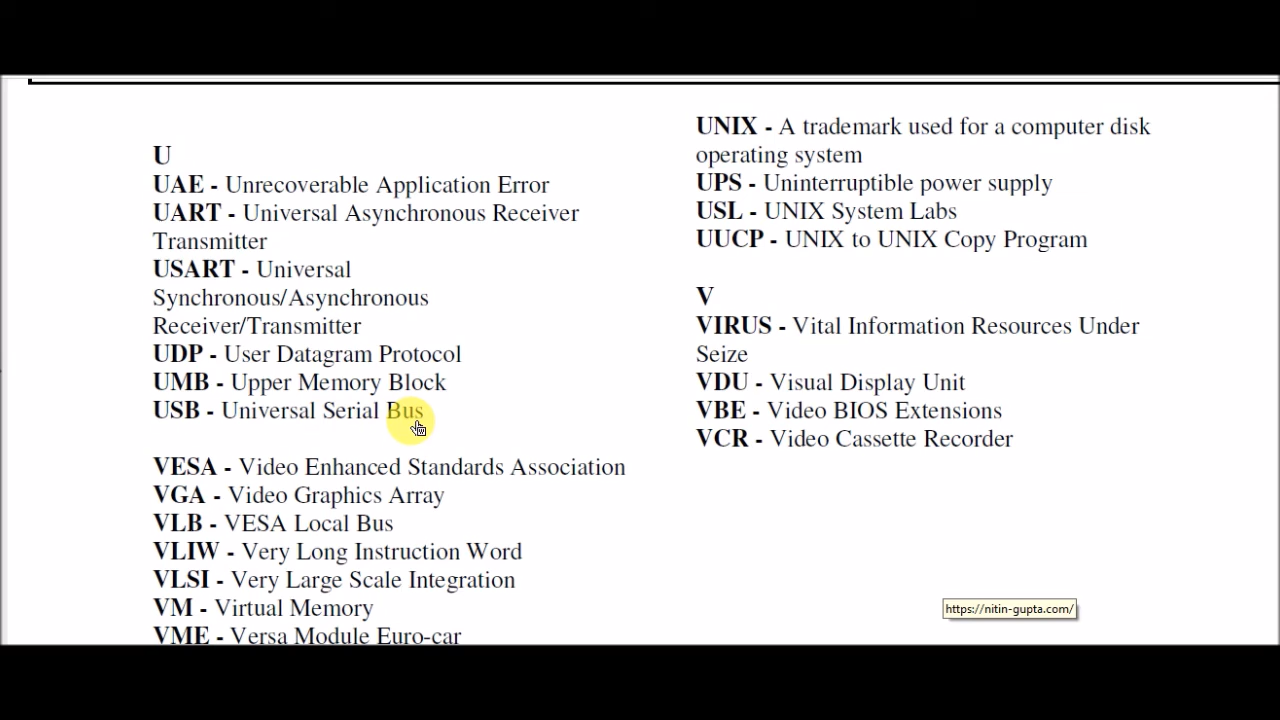 U
UAE - Unrecoverable Application Error
UART - Universal Asynchronous Receiver
Transmitter
USART - Universal
Synchronous/Asynchronous
Receiver/Transmitter
UDP - User Datagram Protocol
UMB - Upper Memory Block
USB - Universal Serial Bus
UNIX - A trademark used for a computer disk
operating system
UPS - Uninterruptible power supply
USL - UNIX System Labs
UUCP - UNIX to UNIX Copy Program
V
VIRUS - Vital Information Resources Under
Seize
VDU - Visual Display Unit
VBE - Video BIOS Extensions
VCR - Video Cassette Recorder
VESA - Video Enhanced Standards Association
VGA - Video Graphics Array
VLB - VESA Local Bus
VLIW - Very Long Instruction Word
VLSI - Very Large Scale Integration
VM - Virtual Memory
VME - Versa Module Euro-car
https://nitin-gupta.com/